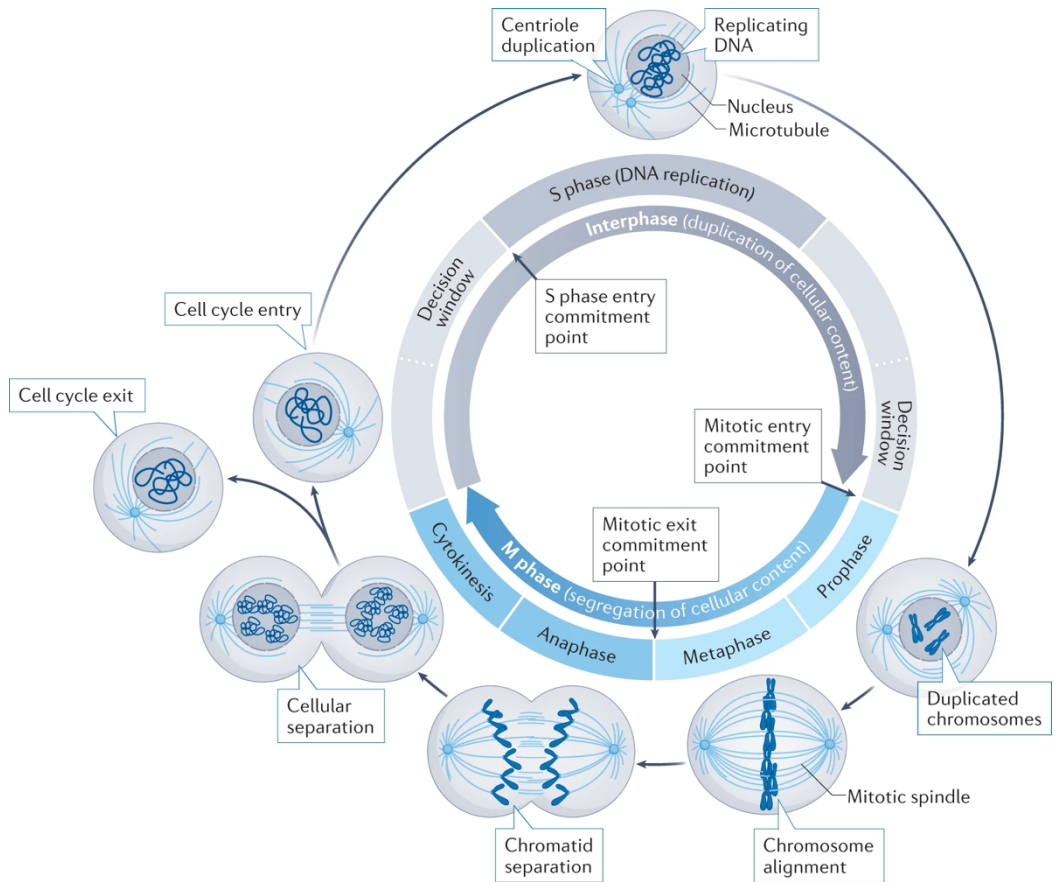 Centriole
duplication
Replicating
DNA
Nucleus
Microtubule
S phase (DNA replication)
Interphase (duplication of cellular content)
Decision
window
S phase entry
commitment
point
Cell cycle entry
Cell cycle exit
Decision
window
Mitotic entry
commitment
point
Mitotic exit
commitment
point
M phase (segregation of cellular content)
Cytokinesis
Anaphase
Metaphase
Prophase
Cellular
separation
Duplicated
chromosomes
Mitotic spindle
Chromatid
separation
Chromosome
alignment